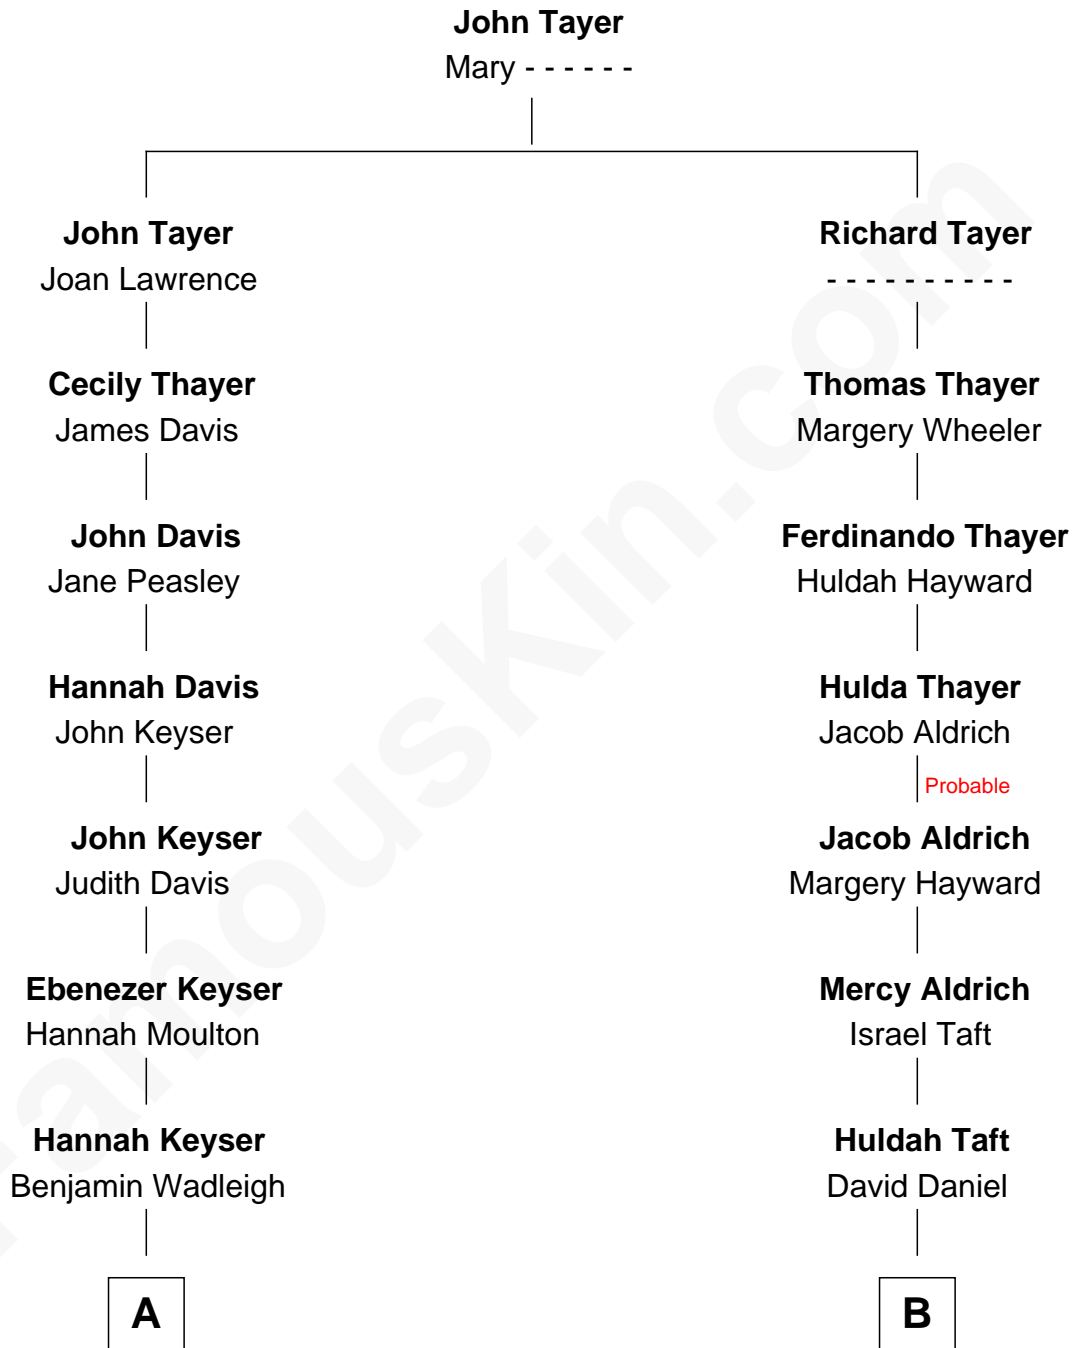 John Tayer
Mary - - - - - -
John Tayer
Joan Lawrence
Richard Tayer
- - - - - - - - - -
Cecily Thayer
James Davis
Thomas Thayer
Margery Wheeler
John Davis
Jane Peasley
Ferdinando Thayer
Huldah Hayward
Hannah Davis
John Keyser
Hulda Thayer
Jacob Aldrich
Probable
John Keyser
Judith Davis
Jacob Aldrich
Margery Hayward
Ebenezer Keyser
Hannah Moulton
Mercy Aldrich
Israel Taft
Hannah Keyser
Benjamin Wadleigh
Huldah Taft
David Daniel
A
B
FamousKin.com